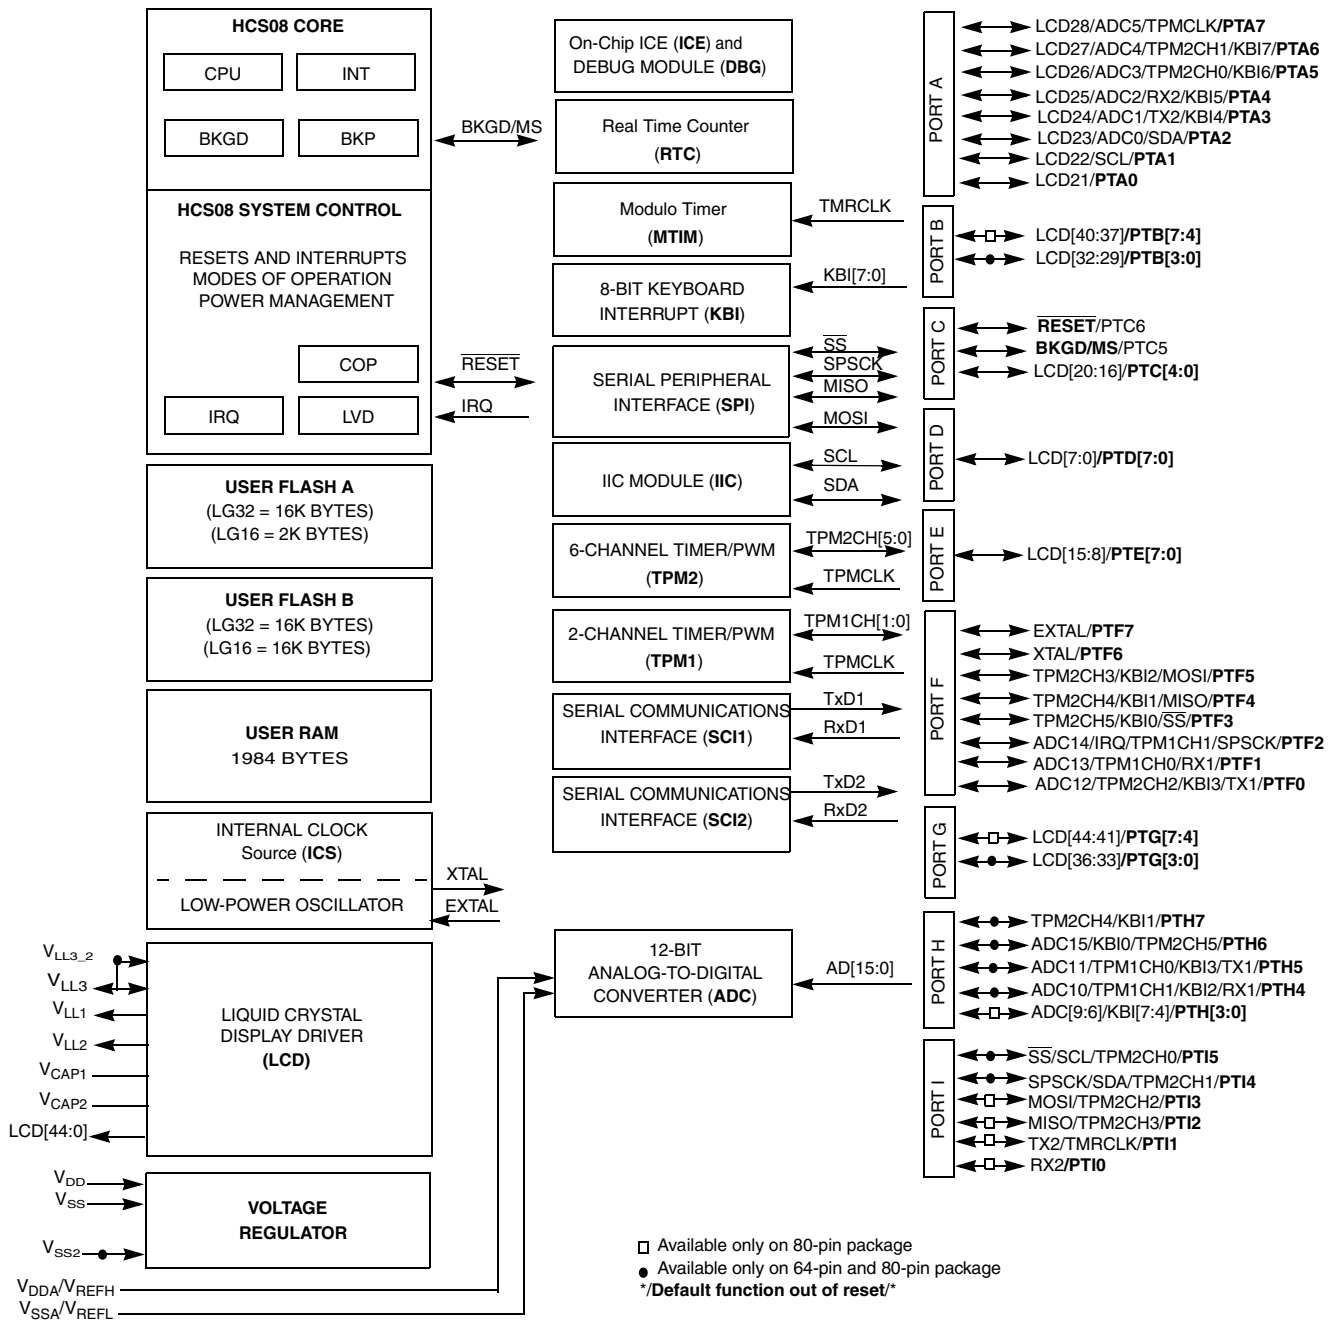 HCS08 CORE
CPU
INT
BKGD
BKP
HCS08 SYSTEM CONTROL
RESETS AND INTERRUPTS
MODES OF OPERATION
POWER MANAGEMENT
COP
IRQ
LVD
BKGD/MS
RESET
IRQ
USER FLASH A
(LG32 = 16K BYTES)
(LG16 = 2K BYTES)
USER FLASH B
(LG32 = 16K BYTES)
(LG16 = 16K BYTES)
USER RAM
1984 BYTES
INTERNAL CLOCK
Source (ICS)
LOW-POWER OSCILLATOR
XTAL
EXTAL
VLL3_2
VLL3
VLL1
VLL2
VCAP1
VCAP2
LCD[44:0]
LIQUID CRYSTAL
DISPLAY DRIVER
(LCD)
VDD
VSS
VSS2
VOLTAGE
REGULATOR
VDDA/VREFH
VSSA/VREFL
On-Chip ICE (ICE) and
DEBUG MODULE (DBG)
Real Time Counter
(RTC)
Modulo Timer
(MTIM)
TMRCLK
8-BIT KEYBOARD
INTERRUPT (KBI)
KBI[7:0]
SERIAL PERIPHERAL
INTERFACE (SPI)
SS
SPSCK
MISO
MOSI
IIC MODULE (IIC)
SCL
SDA
6-CHANNEL TIMER/PWM
(TPM2)
TPM2CH[5:0]
TPMCLK
2-CHANNEL TIMER/PWM
(TPM1)
TPM1CH[1:0]
TPMCLK
SERIAL COMMUNICATIONS
INTERFACE (SCI1)
TxD1
RxD1
SERIAL COMMUNICATIONS
INTERFACE (SCI2)
TxD2
RxD2
12-BIT
ANALOG-TO-DIGITAL
CONVERTER (ADC)
AD[15:0]
PORT A
LCD28/ADC5/TPMCLK/PTA7
LCD27/ADC4/TPM2CH1/KBI7/PTA6
LCD26/ADC3/TPM2CH0/KBI6/PTA5
LCD25/ADC2/RX2/KBI5/PTA4
LCD24/ADC1/TX2/KBI4/PTA3
LCD23/ADC0/SDA/PTA2
LCD22/SCL/PTA1
LCD21/PTA0
PORT B
LCD[40:37]/PTB[7:4]
LCD[32:29]/PTB[3:0]
PORT C
RESET/PTC6
BKGD/MS/PTC5
LCD[20:16]/PTC[4:0]
PORT D
LCD[7:0]/PTD[7:0]
PORT E
LCD[15:8]/PTE[7:0]
PORT F
EXTAL/PTF7
XTAL/PTF6
TPM2CH3/KBI2/MOSI/PTF5
TPM2CH4/KBI1/MISO/PTF4
TPM2CH5/KBI0/SS/PTF3
ADC14/IRQ/TPM1CH1/SPSCK/PTF2
ADC13/TPM1CH0/RX1/PTF1
ADC12/TPM2CH2/KBI3/TX1/PTF0
PORT G
LCD[44:41]/PTG[7:4]
LCD[36:33]/PTG[3:0]
PORT H
TPM2CH4/KBI1/PTH7
ADC15/KBI0/TPM2CH5/PTH6
ADC11/TPM1CH0/KBI3/TX1/PTH5
ADC10/TPM1CH1/KBI2/RX1/PTH4
ADC[9:6]/KBI[7:4]/PTH[3:0]
PORT I
SS/SCL/TPM2CH0/PTI5
SPSCK/SDA/TPM2CH1/PTI4
MOSI/TPM2CH2/PTI3
MISO/TPM2CH3/PTI2
TX2/TMRCLK/PTI1
RX2/PTI0
Available only on 80-pin package
Available only on 64-pin and 80-pin package
*/Default function out of reset/*